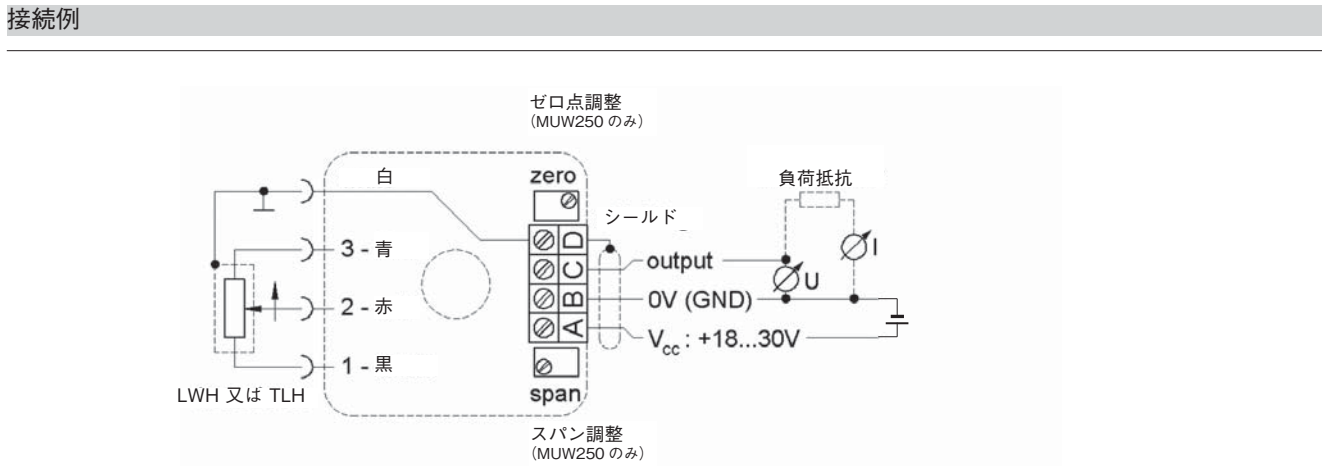 接続例
ゼロ点調整
(MUW250 のみ)
白
zero
負荷抵抗
シールド
3 - 青
D
output
I
C
U
2 - 赤
B
0V (GND)
A
Vcc : +18...30V
1 - 黒
LWH 又は TLH
span
スパン調整
(MUW250 のみ)